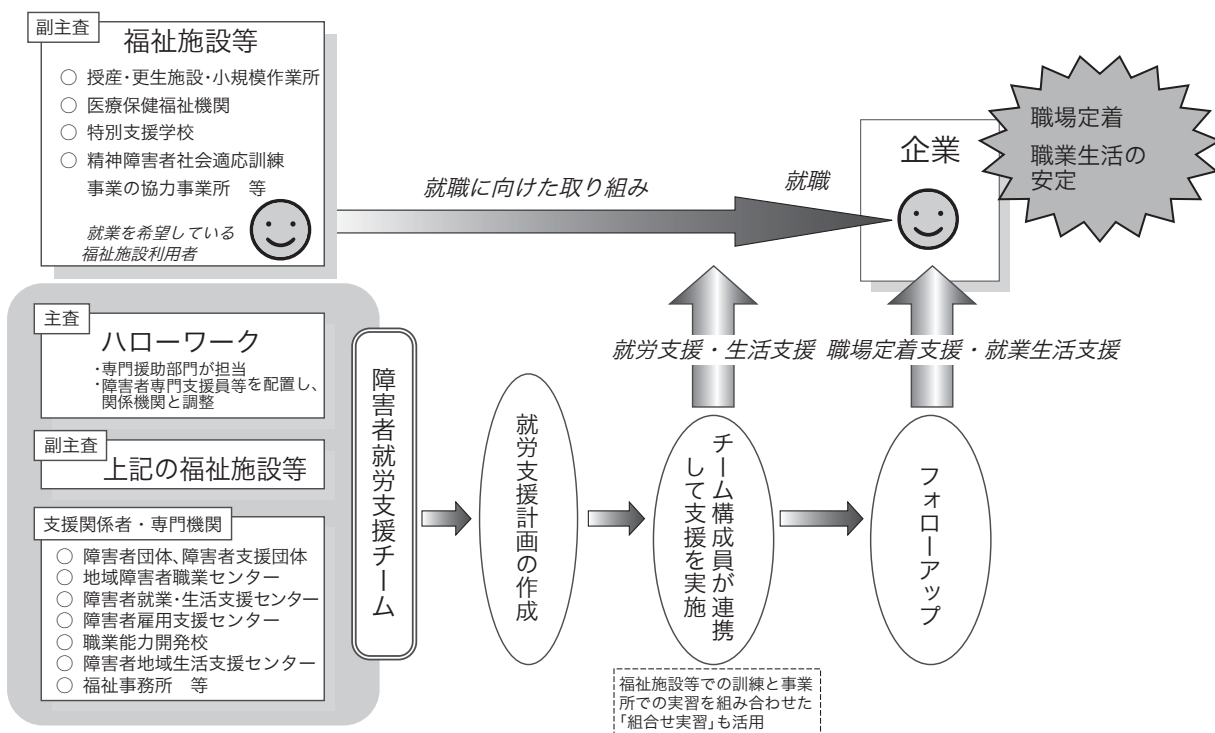 副主査
福祉施設等
○ 授産・更生施設・小規模作業所
○ 医療保健福祉機関
○ 特別支援学校
○ 精神障害者社会適応訓練
事業の協力事業所　等
就業を希望している
福祉施設利用者
就職に向けた取り組み
就職
企業
職場定着
職業生活の
安定
主査
ハローワーク
・専門援助部門が担当
・障害者専門支援員等を配置し、
関係機関と調整
副主査
上記の福祉施設等
支援関係者・専門機関
○ 障害者団体、障害者支援団体
○ 地域障害者職業センター
○ 障害者就業・生活支援センター
○ 障害者雇用支援センター
○ 職業能力開発校
○ 障害者地域生活支援センター
○ 福祉事務所　等
障害者就労支援チーム
就労支援計画の作成
就労支援・生活支援
チーム構成員が連携
して支援を実施
福祉施設等での訓練と事業
所での実習を組み合わせた
「組合せ実習」も活用
職場定着支援・就業生活支援
フォローアップ